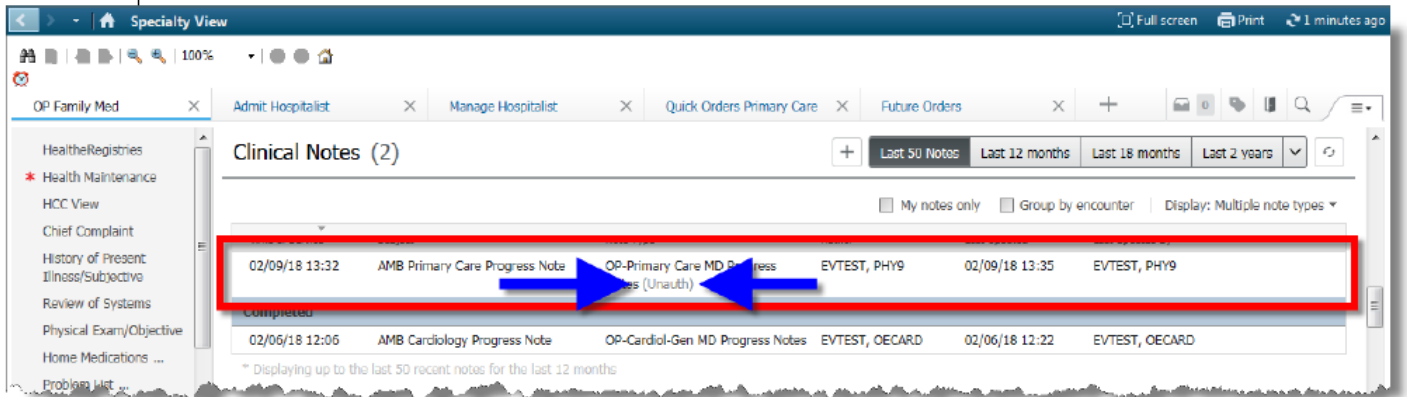 Specialty View
Full screen Print 1 minutes ago
100%
OP Family Med Admit Hospitalist Manage Hospitalist Quick Orders Primary Care Future Orders 0
HealtheRegistries
Health Maintenance
HCC View
Chief Complaint
History of Present
Illness/Subjective
Review of Systems
Physical Exam/Objective
Home Medications ...
Problem List ...
Clinical Notes (2)
Last 50 Notes Last 12 months Last 18 months Last 2 years
My notes only Group by encounter Display: Multiple note types
02/09/18 13:32 AMB Primary Care Progress Note OP-Primary Care MD Progress EVTEST, PHY9 02/09/18 13:35 EVTEST, PHY9
(Unauth)
Completed
02/06/18 12:06 AMB Cardiology Progress Note OP-Cardiol-Gen MD Progress Notes EVTEST, OECARD 02/06/18 12:22 EVTEST, OECARD
* Displaying up to the last 50 recent notes for the last 12 months